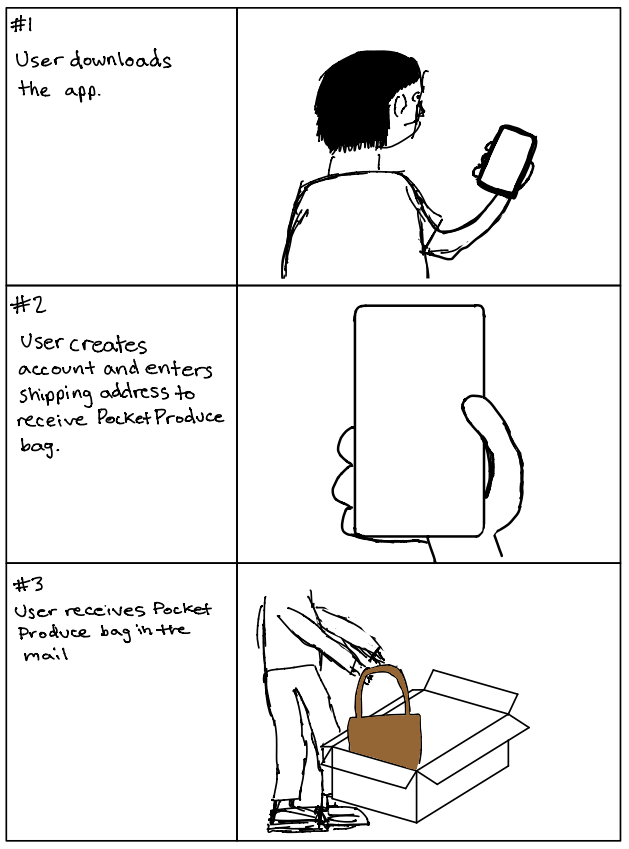 #1
User downloads
the app.
#2
User creates
account and enters
shipping address to
receive PocketProduce
bag.
#3
User receives Pocket
Produce bag in the
mail